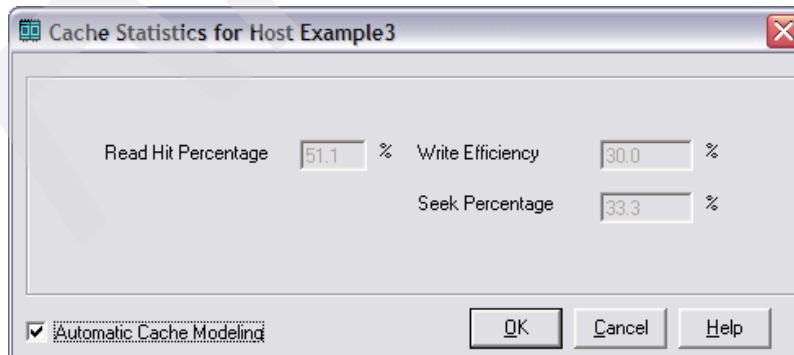 Cache Statistics for Host Example3
Read Hit Percentage 51.1 % Write Efficiency 30.0 %
Seek Percentage 33.3 %
Automatic Cache Modeling OK Cancel Help